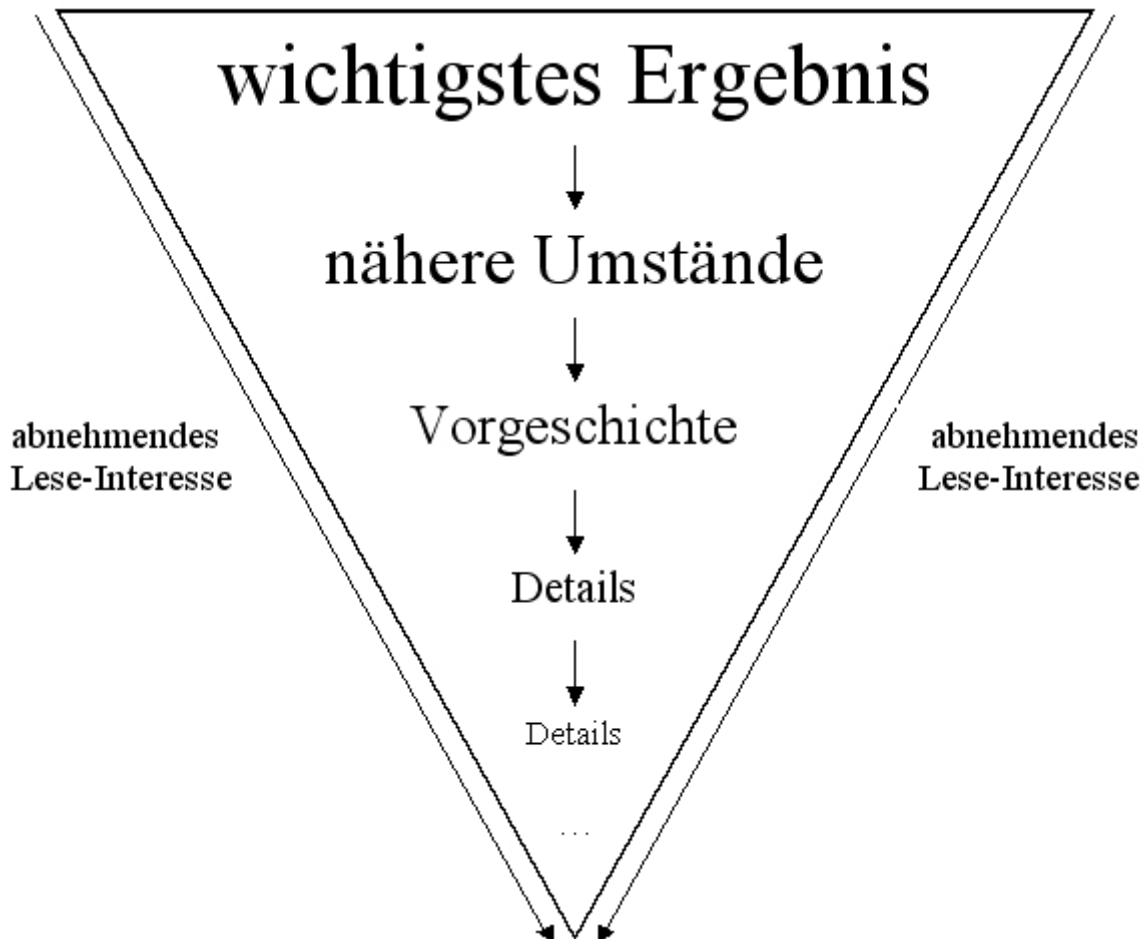 wichtigstes Ergebnis
nähere Umstände
Vorgeschichte
abnehmendes
Lese-Interesse
abnehmendes
Lese-Interesse
Details
Details
...